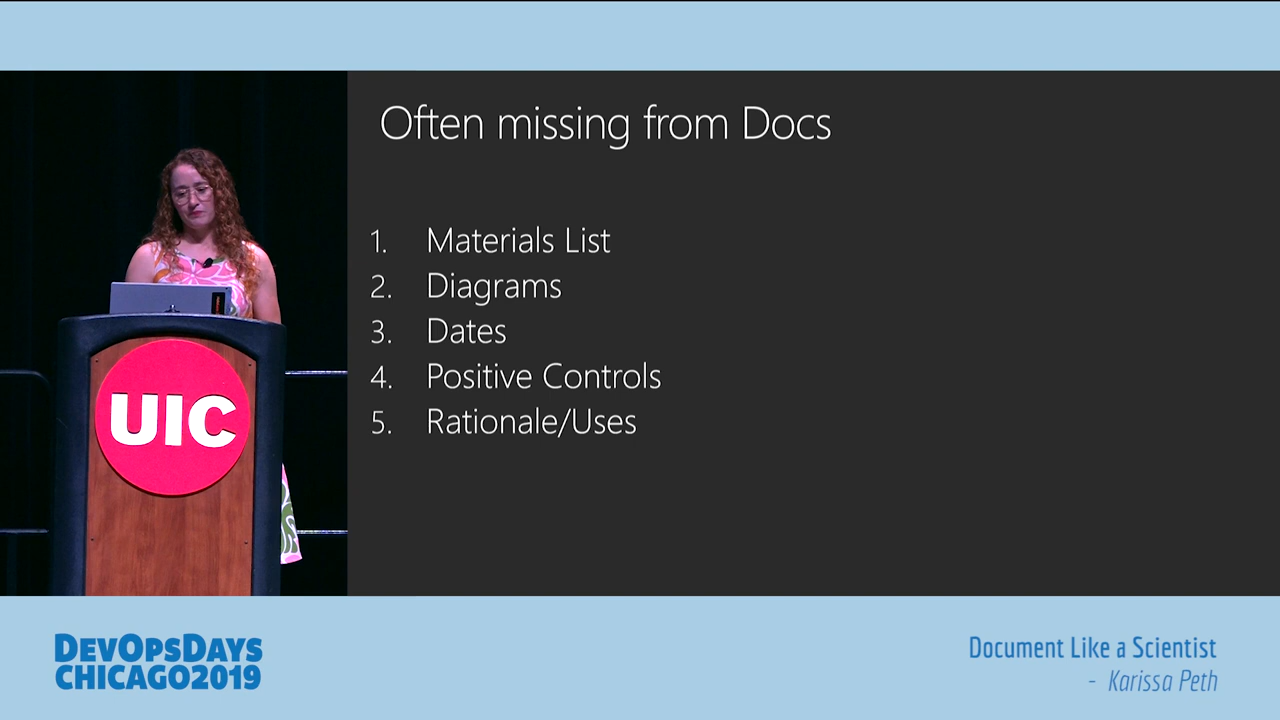 Often missing from Docs
1. Materials List
2. Diagrams
3. Dates
4. Positive Controls
5. Rationale/Uses
UIC
DevOpsDays
CHICAGO2019
Document Like a Scientist
- Karissa Peth